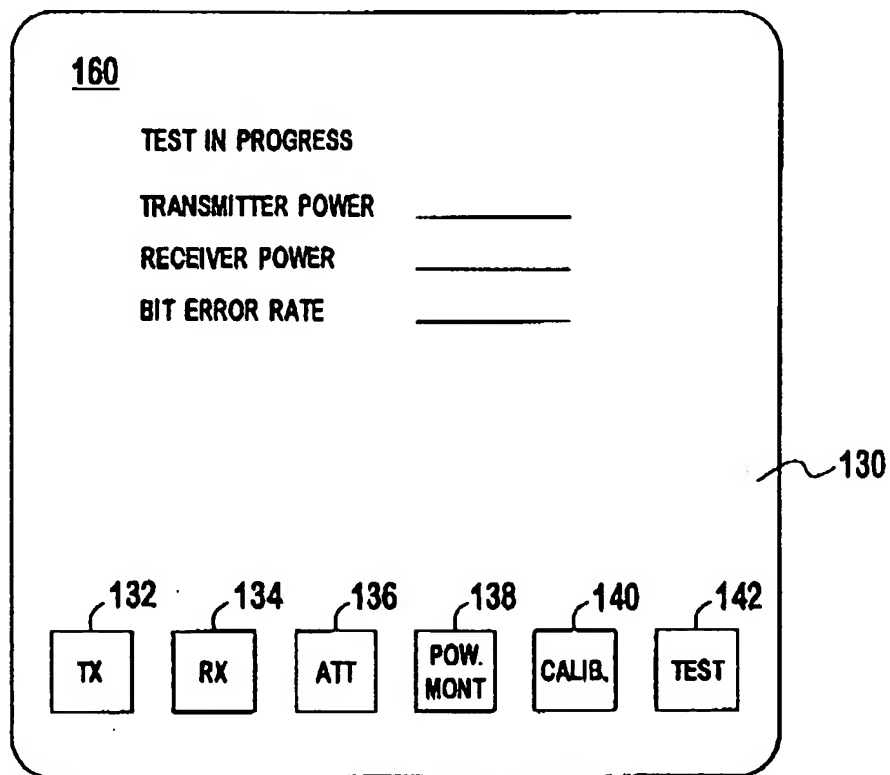 160
TEST IN PROGRESS
TRANSMITTER POWER
RECEIVER POWER
BIT ERROR RATE
130
132 134 136 138 140 142
TX RX ATT POW. MONT CALIB. TEST